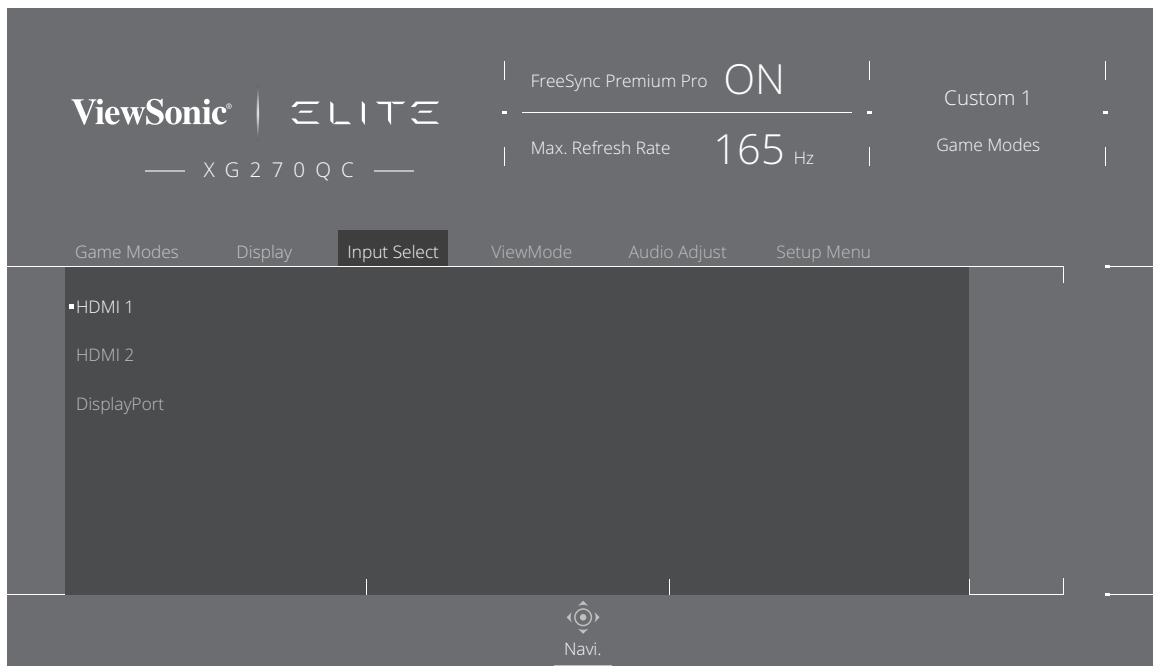 ViewSonic® | ELITE
XG270QC
FreeSync Premium Pro ON
Max. Refresh Rate 165 Hz
Custom 1
Game Modes
Game Modes Display Input Select ViewMode Audio Adjust Setup Menu
HDMI 1
HDMI 2
DisplayPort
Navi.